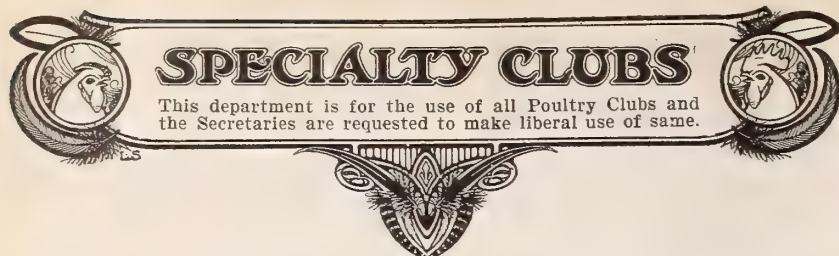 SPECIALTY CLUBS
This department is for the use of all Poultry Clubs and
the Secretaries are requested to make liberal use of same.
LS